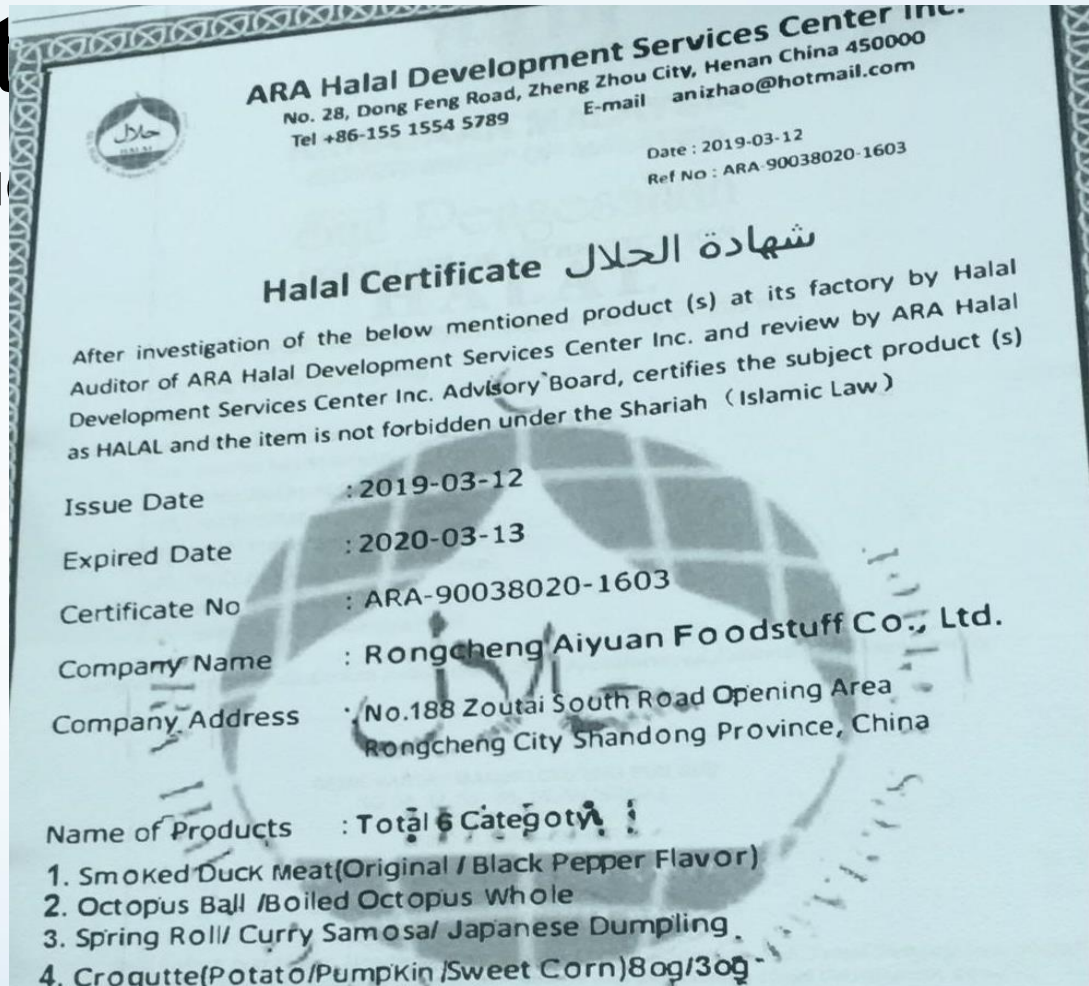 ARA Halal Development Services Center Inc.
No. 28, Dong Feng Road, Zheng Zhou City, Henan China 450000
Tel +86-155 1554 5789 E-mail anizhao@hotmail.com
حلال
HALAL
Date : 2019-03-12
Ref No : ARA-90038020-1603
Halal Certificate شهادة الحلال
After investigation of the below mentioned product (s) at its factory by Halal
Auditor of ARA Halal Development Services Center Inc. and review by ARA Halal
Development Services Center Inc. Advisory Board, certifies the subject product (s)
as HALAL and the item is not forbidden under the Shariah （Islamic Law）
Issue Date : 2019-03-12
Expired Date : 2020-03-13
Certificate No : ARA-90038020-1603
Company Name : Rongcheng Aiyuan Foodstuff Co., Ltd.
Company Address : No.188 Zoutai South Road Opening Area
Rongcheng City Shandong Province, China
حلال
Name of Products : Total 6 Categoty
1. Smoked Duck Meat(Original / Black Pepper Flavor)
2. Octopus Ball /Boiled Octopus Whole
3. Spring Roll/ Curry Samosa/ Japanese Dumpling
4. Croqutte(Potato/Pumpkin /Sweet Corn)80g/30g